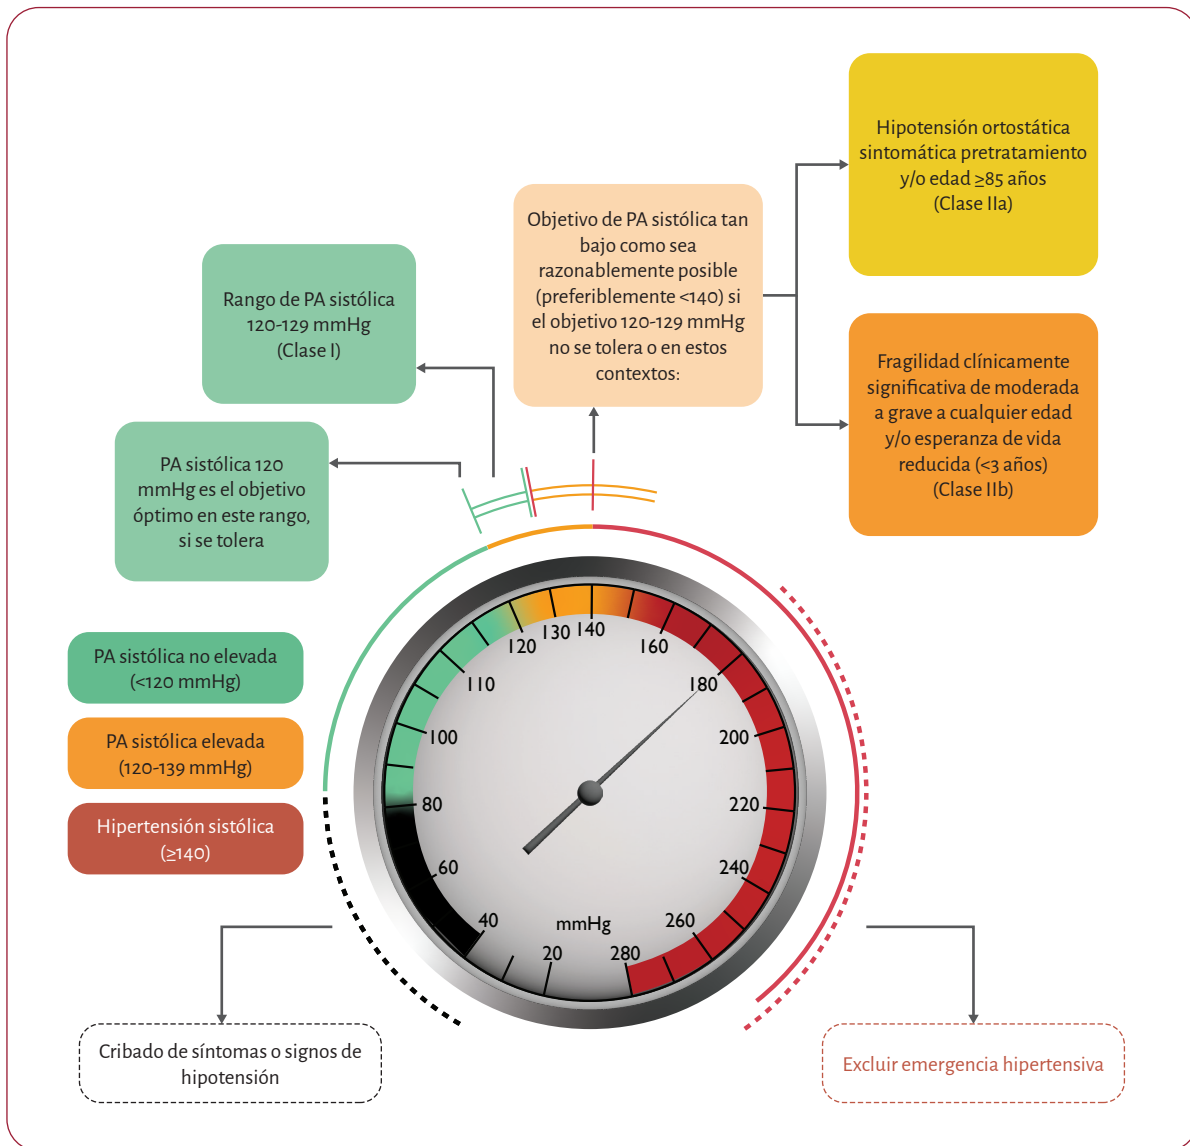 Hipotensión ortostática
sintomática pretratamiento
y/o edad ≥85 años
(Clase IIa)
Objetivo de PA sistólica tan
bajo como sea
razonablemente posible
(preferiblemente <140) si
el objetivo 120-129 mmHg
no se tolera o en estos
contextos:
Rango de PA sistólica
120-129 mmHg
(Clase I)
Fragilidad clínicamente
significativa de moderada
a grave a cualquier edad
y/o esperanza de vida
reducida (<3 años)
(Clase IIb)
PA sistólica 120
mmHg es el objetivo
óptimo en este rango,
si se tolera
PA sistólica no elevada
(<120 mmHg)
PA sistólica elevada
(120-139 mmHg)
Hipertensión sistólica
(≥140)
20
40
60
80
100
110
120
130
140
160
180
200
220
240
260
280
mmHg
Cribado de síntomas o signos de
hipotensión
Excluir emergencia hipertensiva